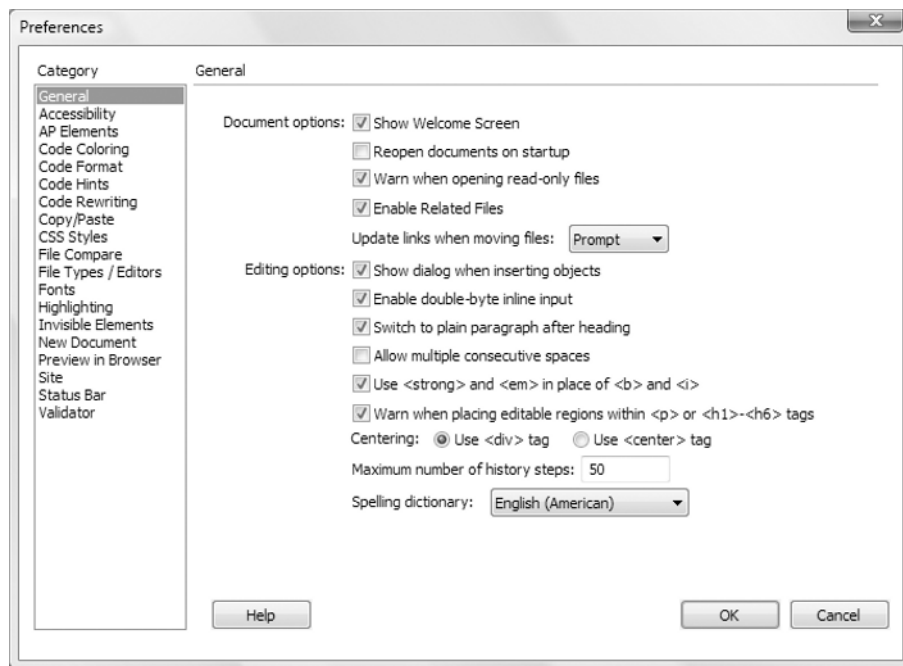 Preferences
X
Category
General
Accessibility
AP Elements
Code Coloring
Code Format
Code Hints
Code Rewriting
Copy/Paste
CSS Styles
File Compare
File Types / Editors
Fonts
Highlighting
Invisible Elements
New Document
Preview in Browser
Site
Status Bar
Validator
General
Document options: Show Welcome Screen
Reopen documents on startup
Warn when opening read-only files
Enable Related Files
Update links when moving files: Prompt
Editing options: Show dialog when inserting objects
Enable double-byte inline input
Switch to plain paragraph after heading
Allow multiple consecutive spaces
Use <strong> and <em> in place of <b> and <i>
Warn when placing editable regions within <p> or <h1>-<h6> tags
Centering: Use <div> tag Use <center> tag
Maximum number of history steps: 50
Spelling dictionary: English (American)
Help OK Cancel